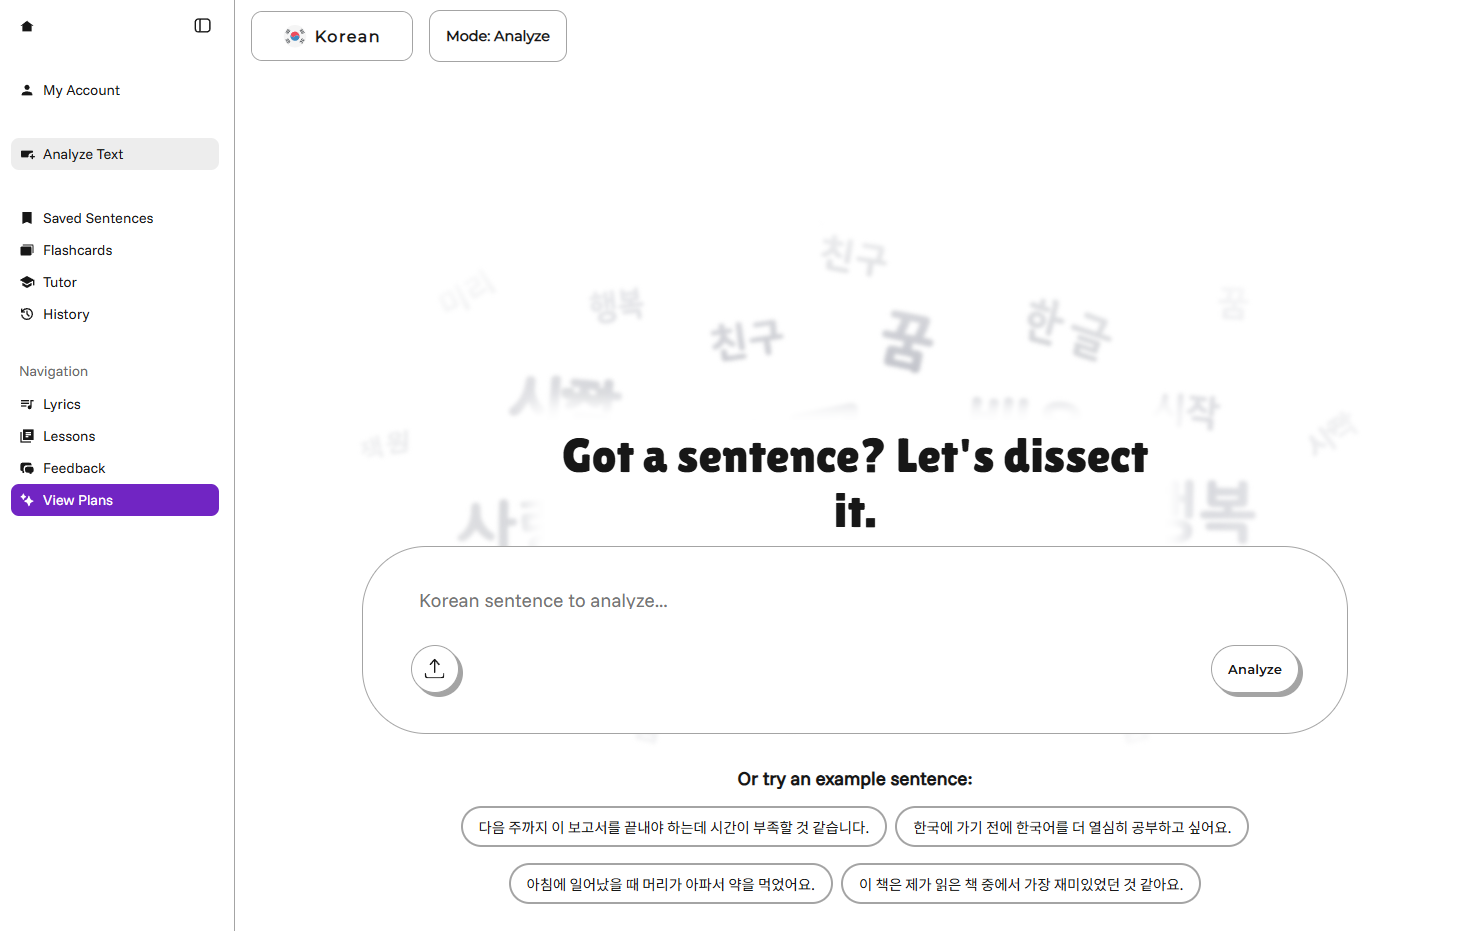 Korean
Mode: Analyze
My Account
Analyze Text
Saved Sentences
Flashcards
Tutor
History
Navigation
Lyrics
Lessons
Feedback
View Plans
친구
미리
행복
꿈
친구
꿈
한글
시작
사랑
행복
Got a sentence? Let's dissect
it.
Korean sentence to analyze...
Analyze
Or try an example sentence:
다음 주까지 이 보고서를 끝내야 하는데 시간이 부족할 것 같습니다.
한국에 가기 전에 한국어를 더 열심히 공부하고 싶어요.
아침에 일어났을 때 머리가 아파서 약을 먹었어요.
이 책은 제가 읽은 책 중에서 가장 재미있었던 것 같아요.